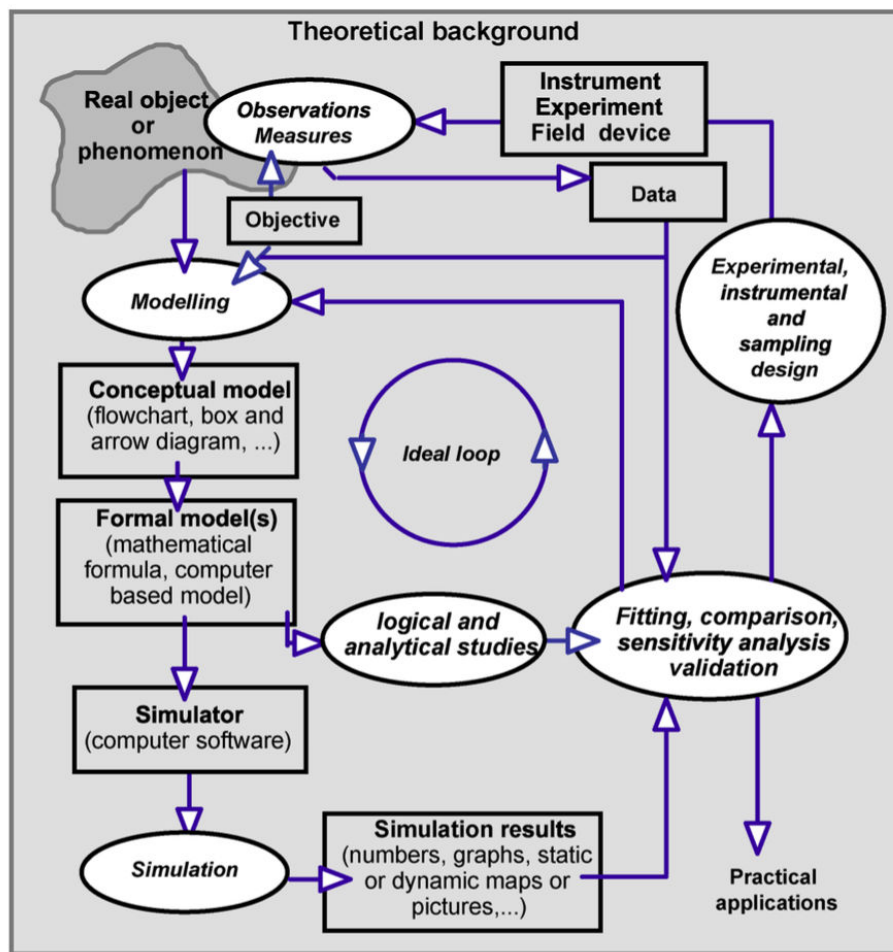 Theoretical background
Real object
or
phenomenon
Observations
Measures
Instrument
Experiment
Field device
Data
Objective
Modelling
Experimental,
instrumental
and
sampling
design
Conceptual model
(flowchart, box and
arrow diagram, ...)
Ideal loop
Formal model(s)
(mathematical
formula, computer
based model)
logical and
analytical studies
Fitting, comparison,
sensitivity analysis
validation
Simulator
(computer software)
Simulation
Simulation results
(numbers, graphs, static
or dynamic maps or
pictures,...)
Practical
applications